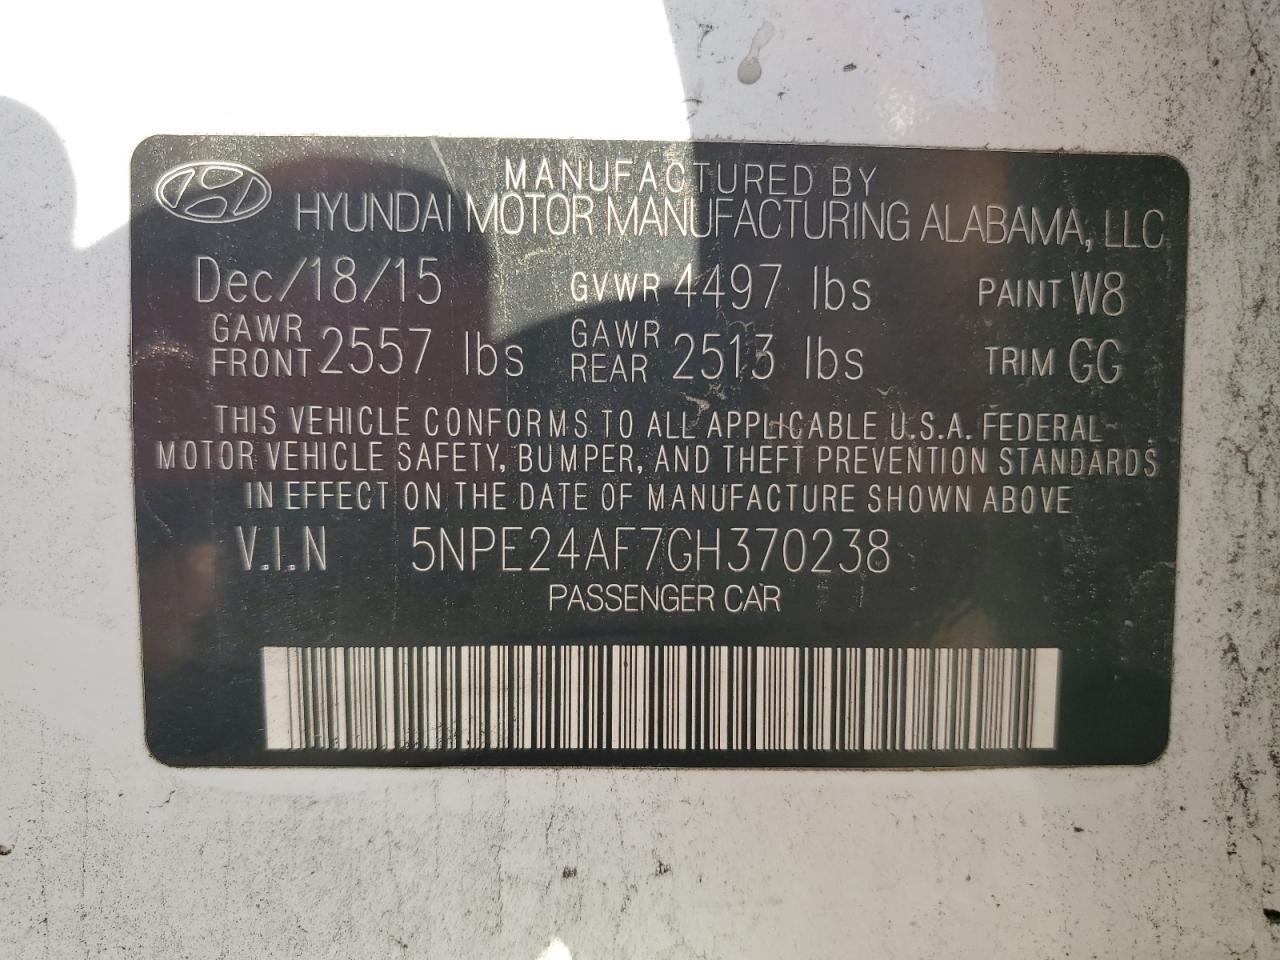 MANUFACTURED BY
HYUNDAI MOTOR MANUFACTURING ALABAMA, LLC
Dec/18/15 GVWR 4497 lbs PAINT W8
GAWR FRONT 2557 lbs GAWR REAR 2513 lbs TRIM GG
THIS VEHICLE CONFORMS TO ALL APPLICABLE U.S.A. FEDERAL
MOTOR VEHICLE SAFETY, BUMPER, AND THEFT PREVENTION STANDARDS
IN EFFECT ON THE DATE OF MANUFACTURE SHOWN ABOVE
V.I.N 5NPE24AF7GH370238
PASSENGER CAR